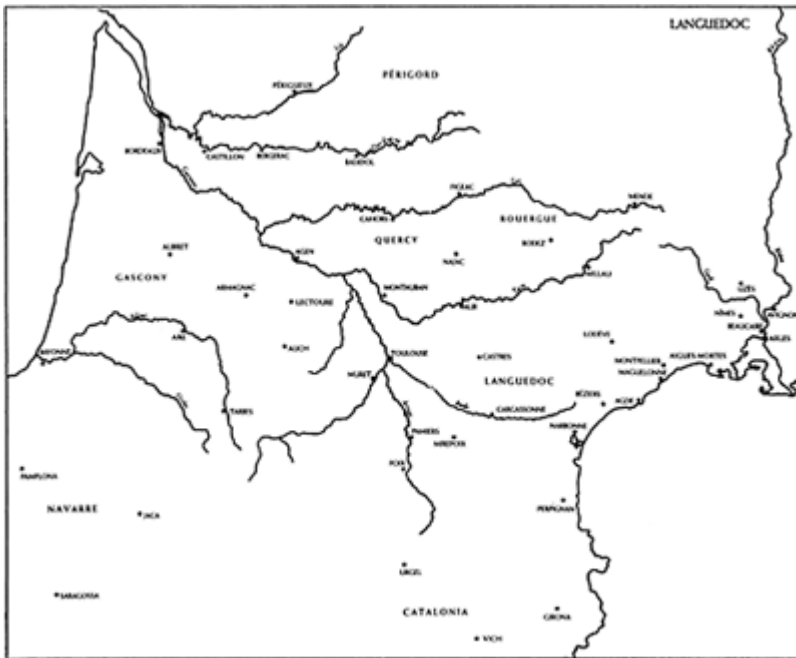 LANGUEDOC
PÉRIGORD
PÉRIGUEUX
BORDEAUX
CASTILLON
BERGERAC
BADEFOL
FIGEAC
MENDE
CAHORS
ROUERGUE
QUERCY
RODEZ
ALBRET
AGEN
NAJAC
GASCONY
MILLAU
UZÈS
ARMAGNAC
LECTOURE
MONTAUBAN
ALBI
NÎMES
AVIGNON
BEAUCAIRE
AIRE
LODÈVE
ARLES
AUCH
BAYONNE
TOULOUSE
CASTRES
MONTPELLIER
AIGUES-MORTES
MURET
LANGUEDOC
MAGUELONNE
TARBES
CARCASSONNE
BÉZIERS
AGDE
NARBONNE
PAMIERS
MIREPOIX
FOIX
PAMPLONA
NAVARRE
JACA
PERPIGNAN
URGEL
SARAGOSSA
CATALONIA
GIRONA
VICH